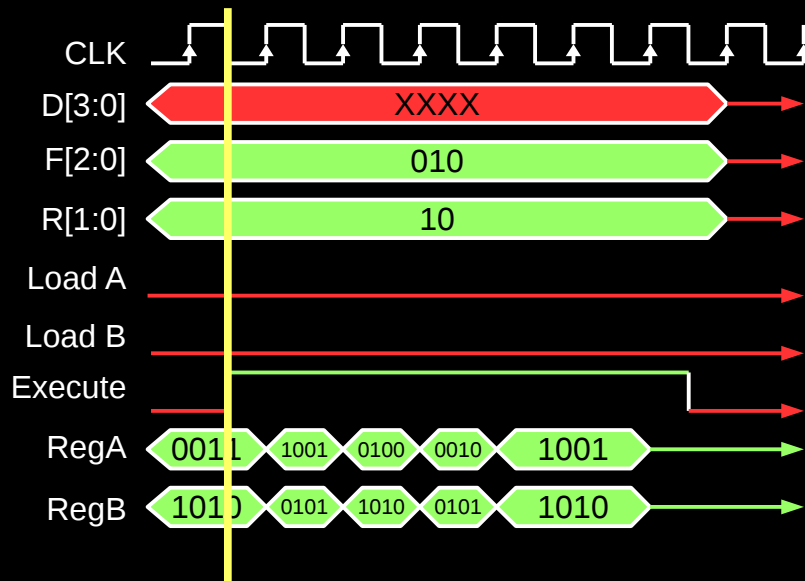 CLK
D[3:0] XXXX
F[2:0] 010
R[1:0] 10
Load A
Load B
Execute
RegA 0011 1001 0100 0010 1001
RegB 1010 0101 1010 0101 1010